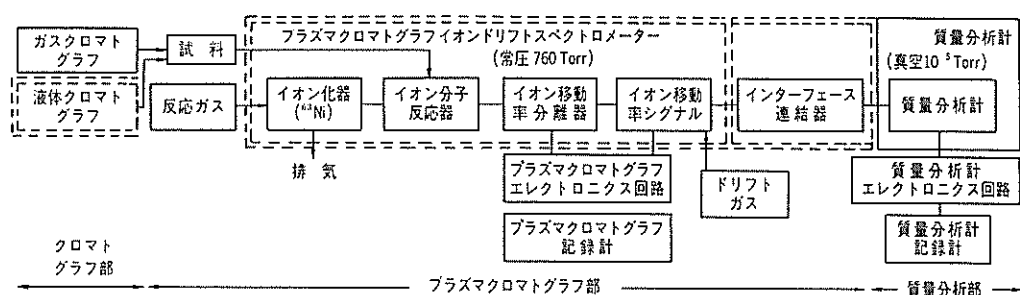 ガスクロマト
グラフ
試料
プラズマクロマトグラフイオンドリフトスペクトロメーター
(常圧760 Torr)
質量分析計
(真空10⁻⁵Torr)
液体クロマト
グラフ
反応ガス
イオン化器
(⁶³Ni)
イオン分子
反応器
イオン移動
率分離器
イオン移動
率シグナル
インターフェース
連結器
質量分析計
排気
プラズマクロマトグラフ
エレクトロニクス回路
ドリフト
ガス
質量分析計
エレクトロニクス回路
プラズマクロマトグラフ
記録計
質量分析計
記録計
クロマト
グラフ部
プラズマクロマトグラフ部
質量分析部